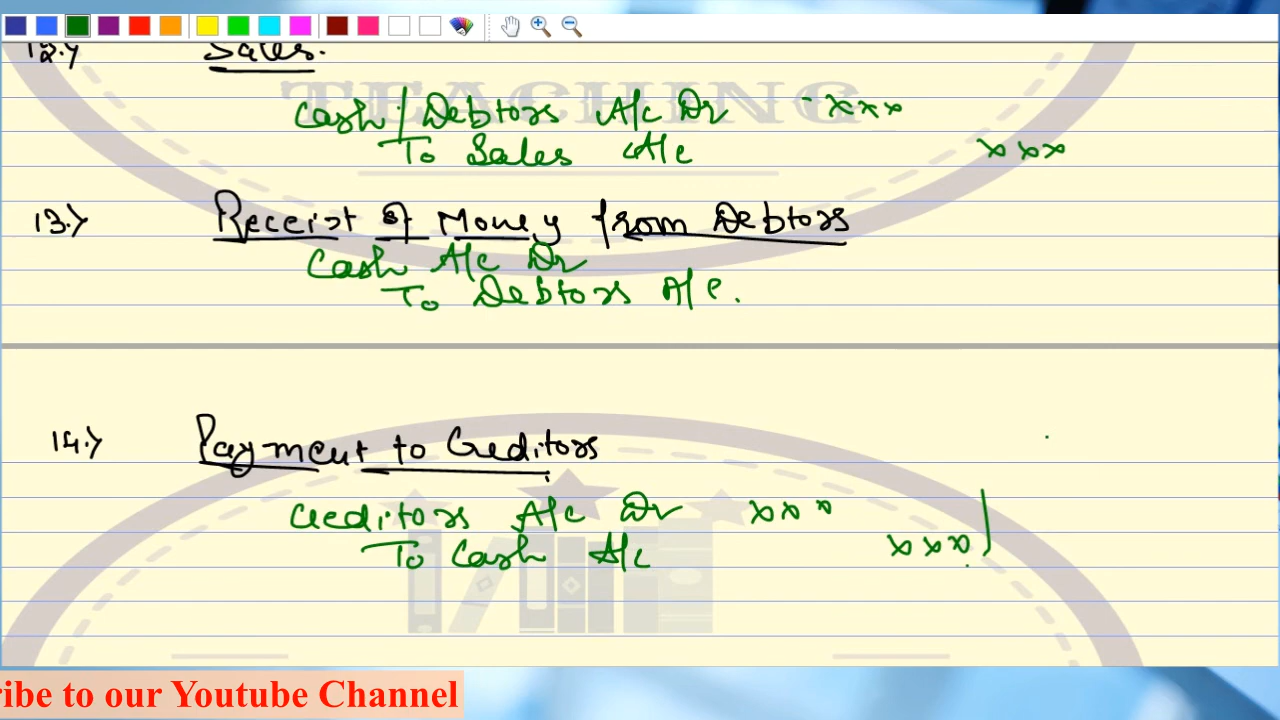 12.)
Sales.
TEACHING
Cash/Debtors A/c Dr xxx
To Sales A/c xxx
13.) Receipt of Money from Debtors
Cash A/c Dr
To Debtors A/c.
14.) Payment to Creditors
Creditors A/c Dr xxx
To Cash A/c xxx
ribe to our Youtube Channel